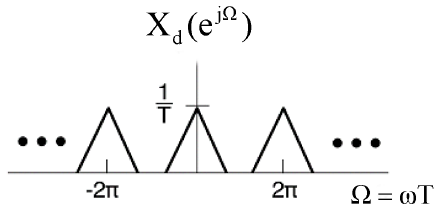 X_d(e^{jΩ})
1/T
••• •••
-2π 2π Ω = ωT